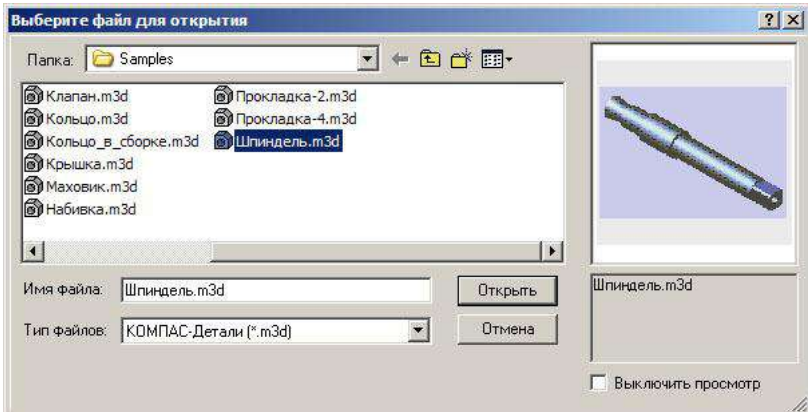 Выберите файл для открытия
Папка: Samples
Клапан.m3d
Кольцо.m3d
Кольцо_в_сборке.m3d
Крышка.m3d
Маховик.m3d
Набивка.m3d
Прокладка-2.m3d
Прокладка-4.m3d
Шпиндель.m3d
Имя файла: Шпиндель.m3d
Открыть
Тип файлов: КОМПАС-Детали (*.m3d)
Отмена
Шпиндель.m3d
Выключить просмотр